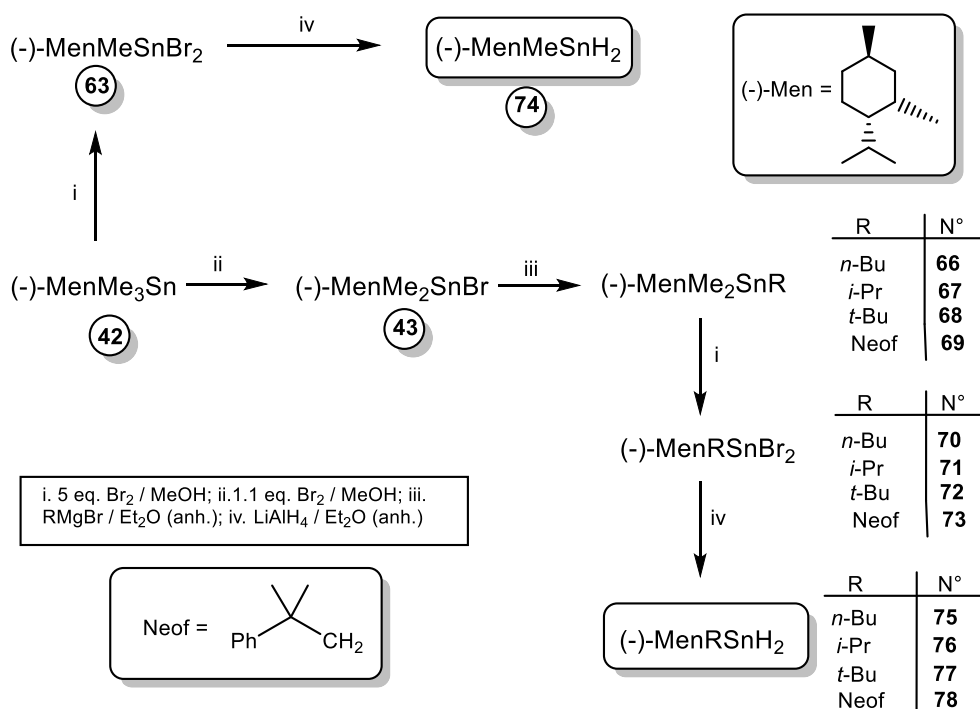 (-)-MenMeSnBr2
63
iv
(-)-MenMeSnH2
74
(-)-Men =
i
(-)-MenMe3Sn
42
ii
(-)-MenMe2SnBr
43
iii
(-)-MenMe2SnR
R N°
n-Bu 66
i-Pr 67
t-Bu 68
Neof 69
i
(-)-MenRSnBr2
R N°
n-Bu 70
i-Pr 71
t-Bu 72
Neof 73
i. 5 eq. Br2 / MeOH; ii.1.1 eq. Br2 / MeOH; iii.
RMgBr / Et2O (anh.); iv. LiAlH4 / Et2O (anh.)
iv
Neof =
Ph
CH2
(-)-MenRSnH2
R N°
n-Bu 75
i-Pr 76
t-Bu 77
Neof 78